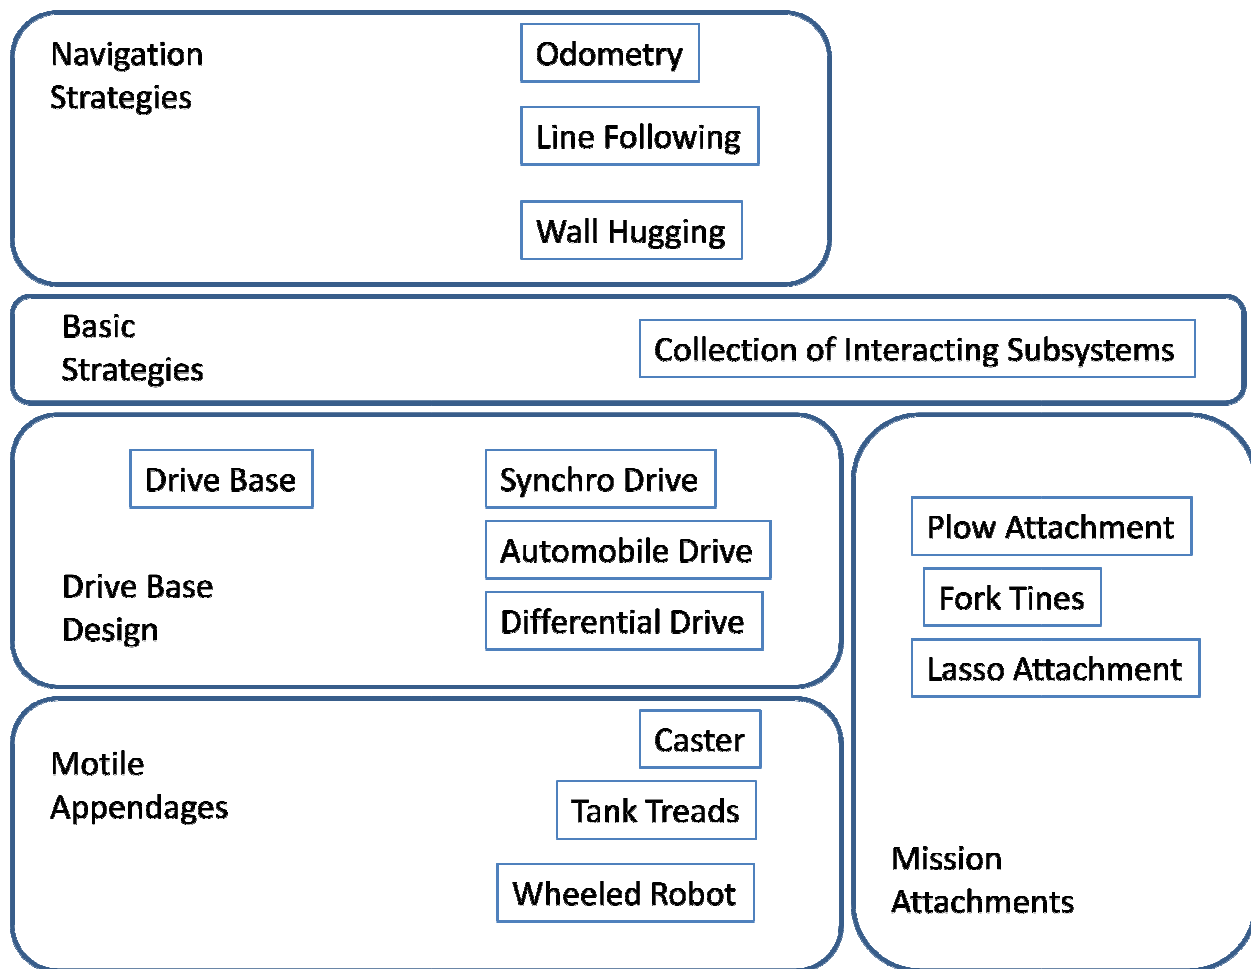 Navigation
Strategies
Odometry
Line Following
Wall Hugging
Basic
Strategies
Collection of Interacting Subsystems
Drive Base
Synchro Drive
Automobile Drive
Drive Base
Design
Differential Drive
Plow Attachment
Fork Tines
Lasso Attachment
Motile
Appendages
Caster
Tank Treads
Wheeled Robot
Mission
Attachments